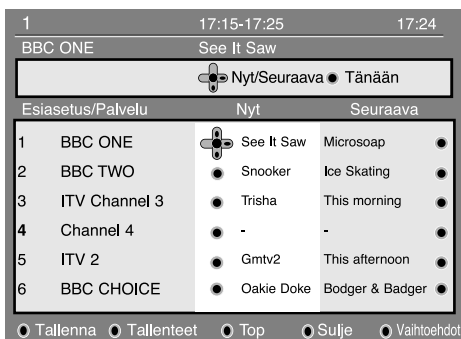 1 17:15-17:25 17:24
BBC ONE See It Saw
Nyt/Seuraava Tänään
Esiasetus/Palvelu Nyt Seuraava
1 BBC ONE See It Saw Microsoap
2 BBC TWO Snooker Ice Skating
3 ITV Channel 3 Trisha This morning
4 Channel 4 - -
5 ITV 2 Gmtv2 This afternoon
6 BBC CHOICE Oakie Doke Bodger & Badger
Tallenna Tallenteet Top Sulje Vaihtoehdot